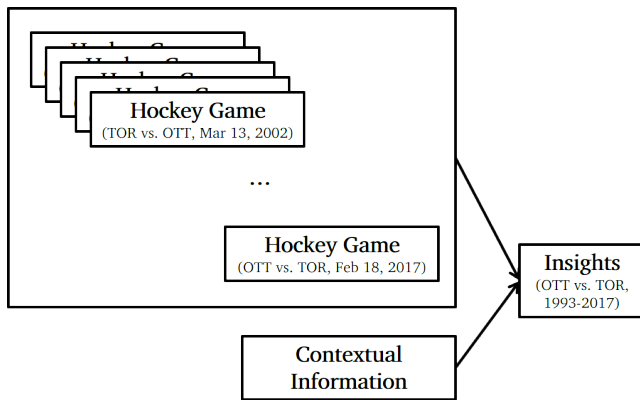 Hockey Game
(TOR vs. OTT, Mar 13, 2002)
...
Hockey Game
(OTT vs. TOR, Feb 18, 2017)
Insights
(OTT vs. TOR,
1993-2017)
Contextual
Information